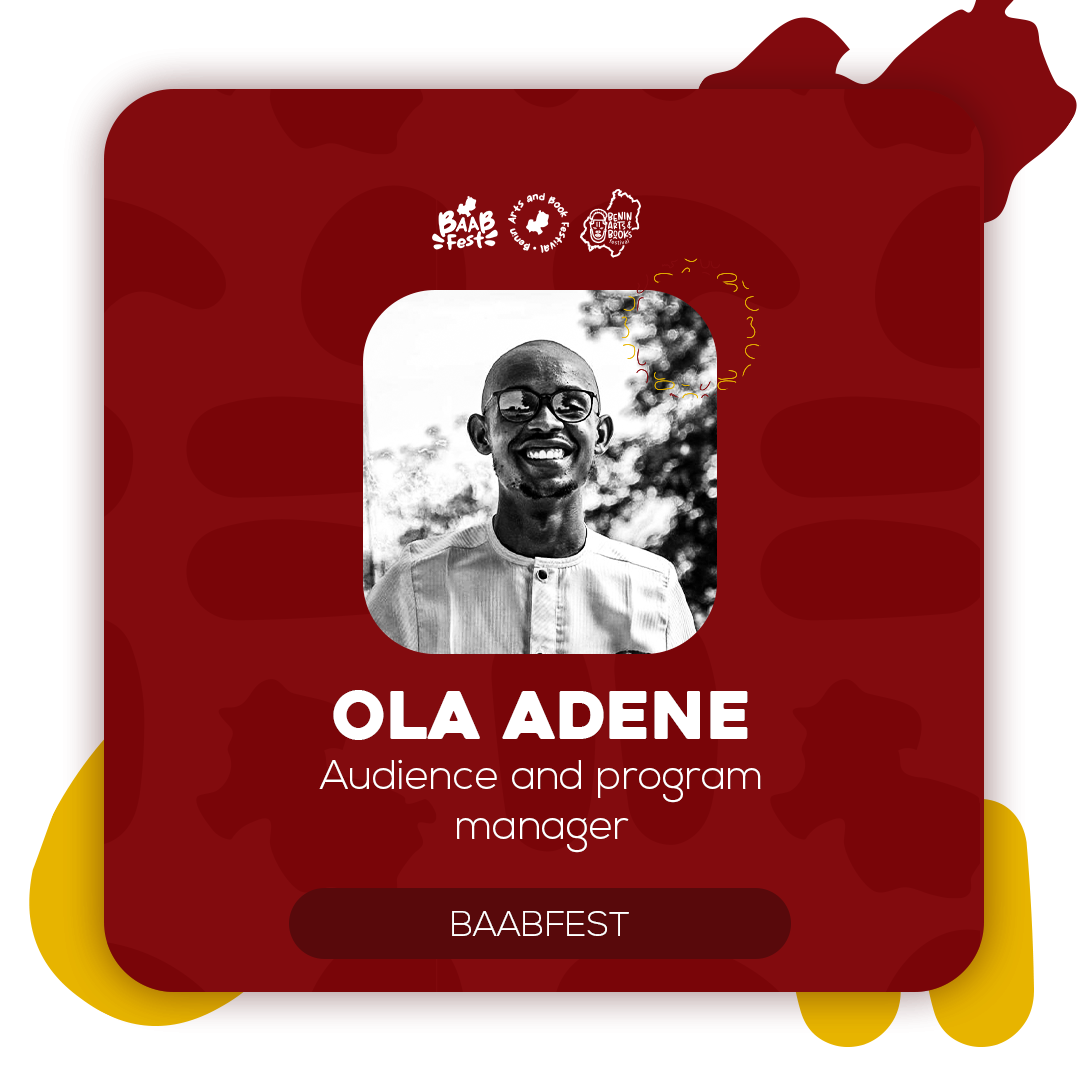 BAAB
Fest
Benin Arts and Book Festival •
BENIN
ARTS &
BOOKS
festival
OLA ADENE
Audience and program
manager
BAABFEST